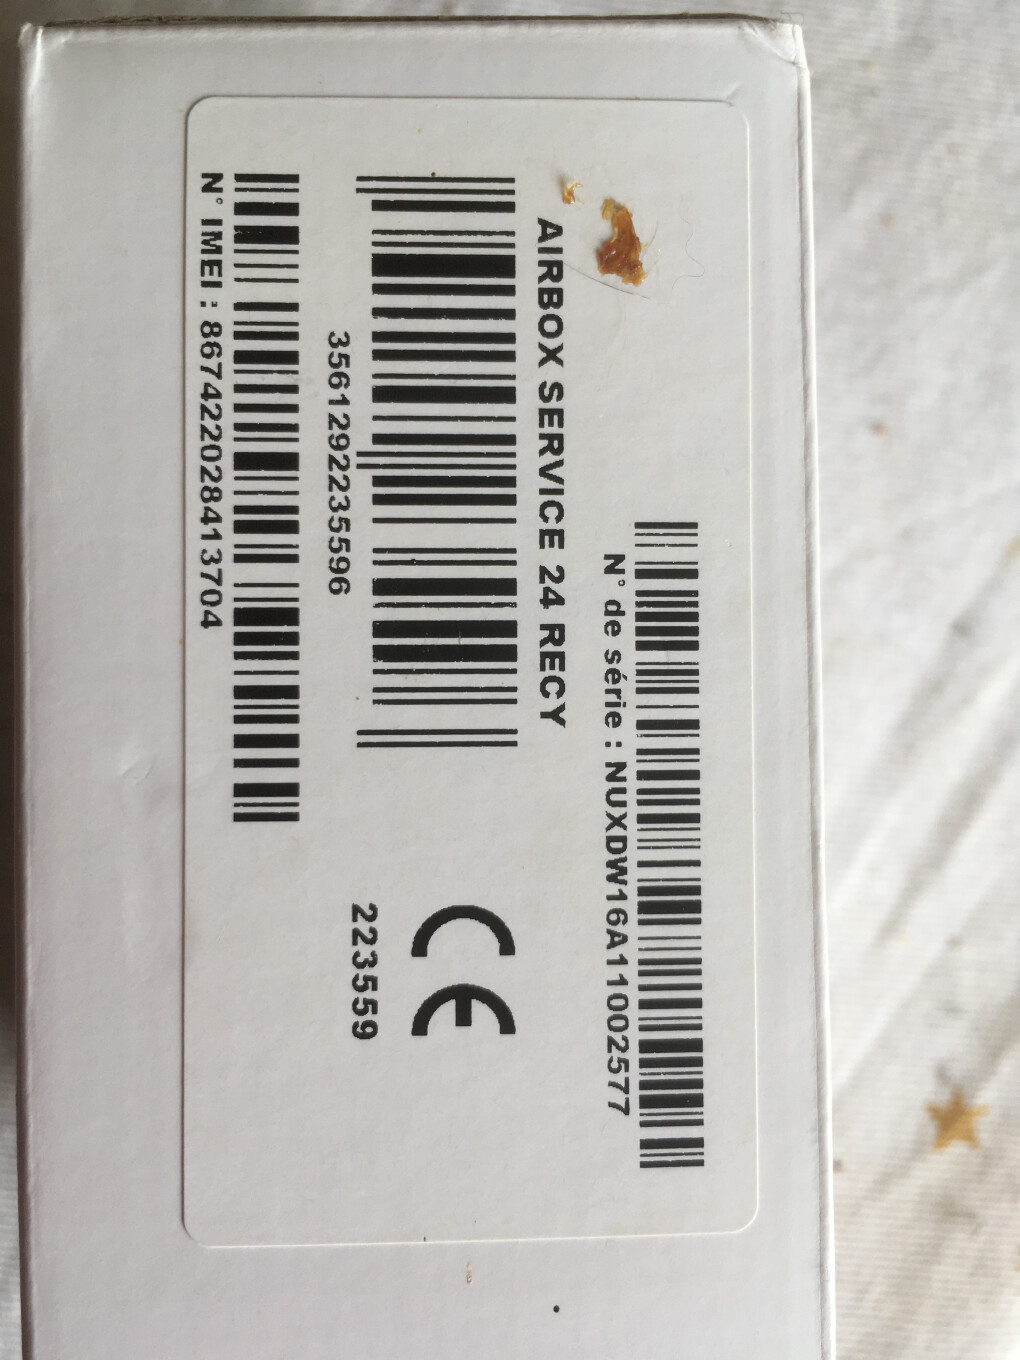 N° de série : NUXDW16A11002577
AIRBOX SERVICE 24 RECY
3561292235596
CE
223559
N° IMEI : 867422028413704